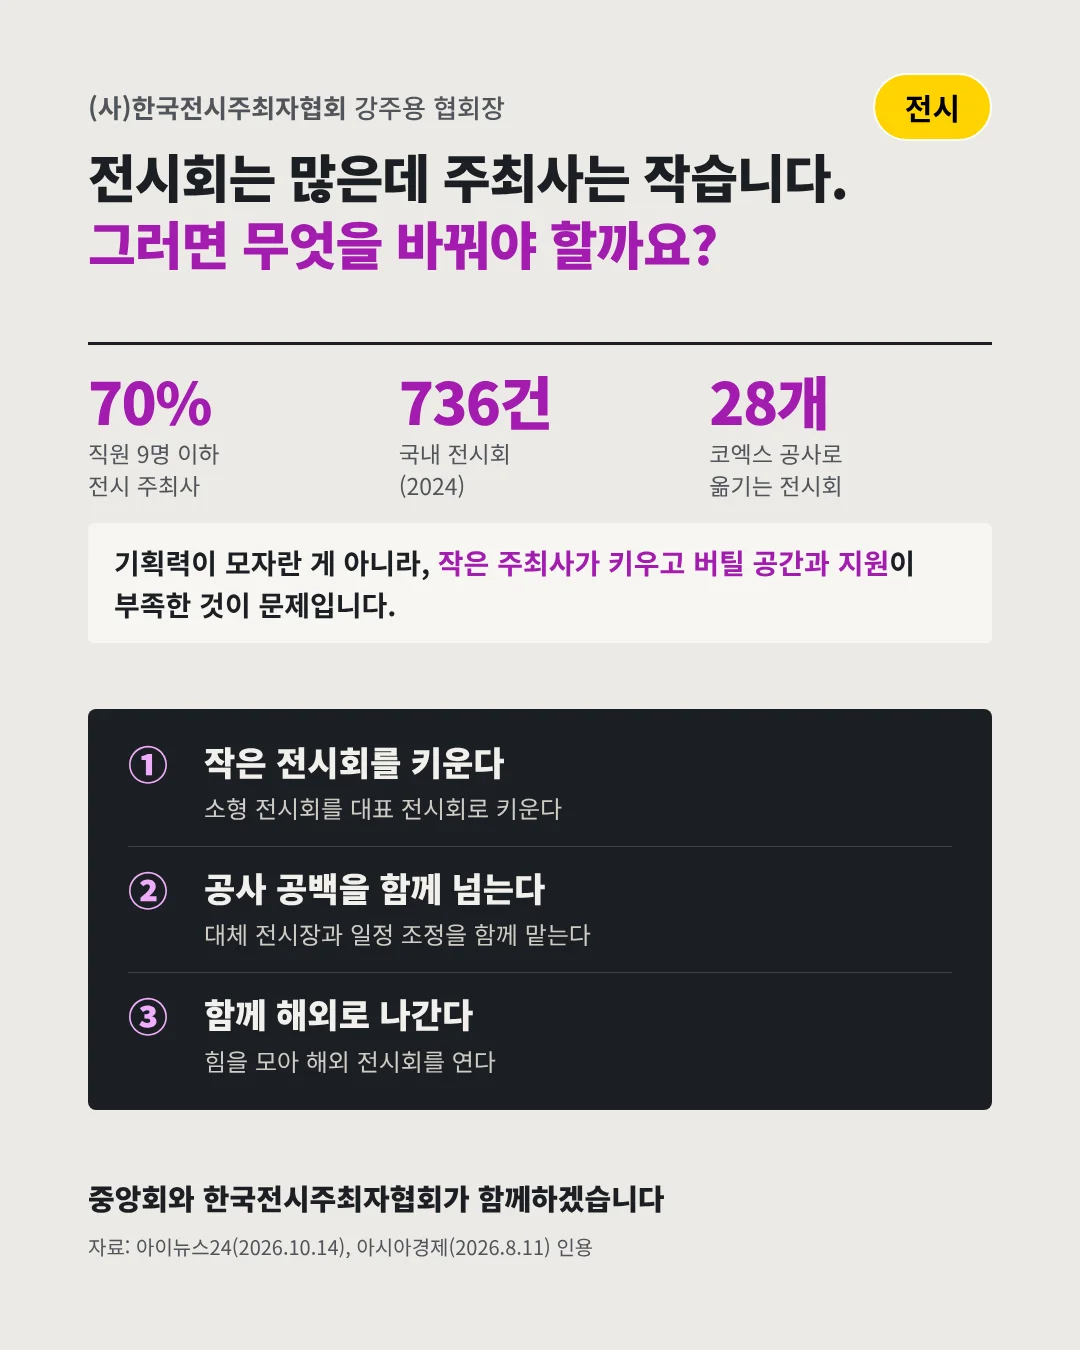 (사)한국전시주최자협회 강주용 협회장
전시
전시회는 많은데 주최사는 작습니다.
그러면 무엇을 바꿔야 할까요?
70%
직원 9명 이하
전시 주최사
736건
국내 전시회
(2024)
28개
코엑스 공사로
옮기는 전시회
기획력이 모자란 게 아니라, 작은 주최사가 키우고 버틸 공간과 지원이
부족한 것이 문제입니다.
① 작은 전시회를 키운다
소형 전시회를 대표 전시회로 키운다
② 공사 공백을 함께 넘는다
대체 전시장과 일정 조정을 함께 맡는다
③ 함께 해외로 나간다
힘을 모아 해외 전시회를 연다
중앙회와 한국전시주최자협회가 함께하겠습니다
자료: 아이뉴스24(2026.10.14), 아시아경제(2026.8.11) 인용